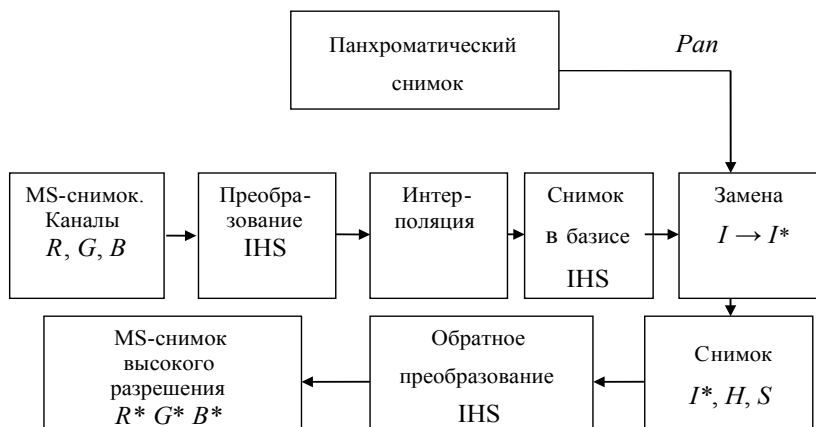 Панхроматический
снимок
Pan
MS-снимок.
Каналы
R, G, B
Преобра-
зование
IHS
Интер-
поляция
Снимок
в базисе
IHS
Замена
I → I*
MS-снимок
высокого
разрешения
R* G* B*
Обратное
преобразование
IHS
Снимок
I*, H, S